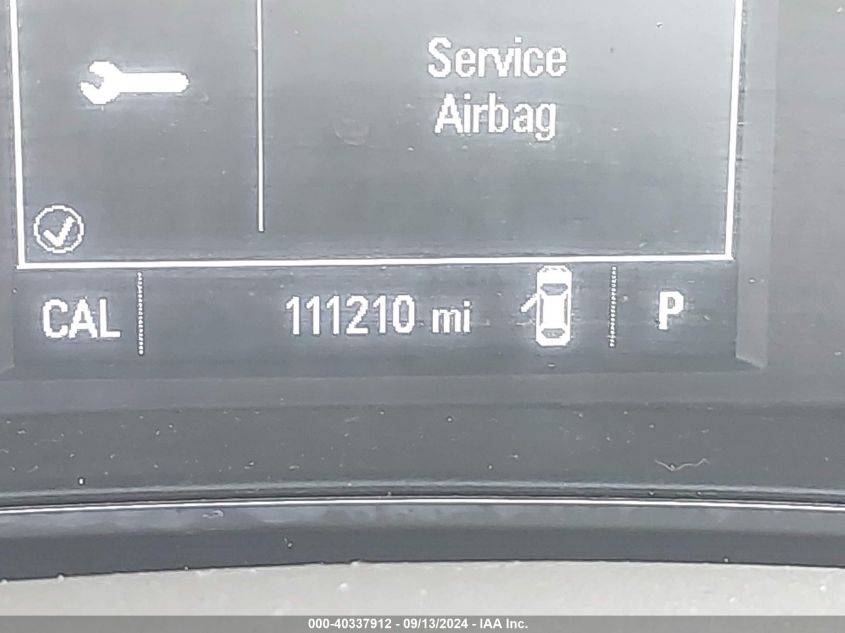 Service
Airbag
CAL 111210 mi P
000-40337912 - 09/13/2024 - IAA Inc.